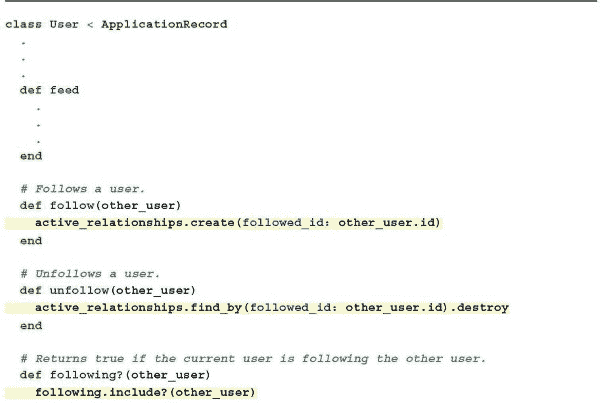 class User < ApplicationRecord
  .
  .
  .
  def feed
    .
    .
    .
  end

  # Follows a user.
  def follow(other_user)
    active_relationships.create(followed_id: other_user.id)
  end

  # Unfollows a user.
  def unfollow(other_user)
    active_relationships.find_by(followed_id: other_user.id).destroy
  end

  # Returns true if the current user is following the other user.
  def following?(other_user)
    following.include?(other_user)